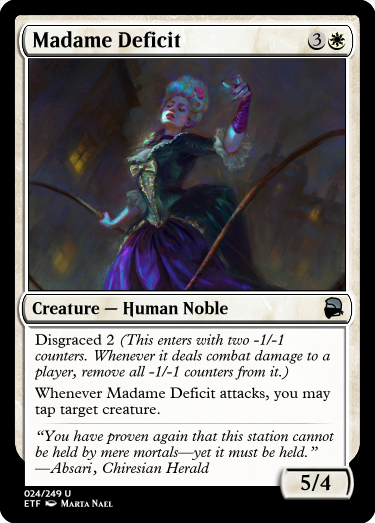 Madame Deficit 3
Creature — Human Noble
Disgraced 2 (This enters with two -1/-1
counters. Whenever it deals combat damage to a
player, remove all -1/-1 counters from it.)
Whenever Madame Deficit attacks, you may
tap target creature.
“You have proven again that this station cannot
be held by mere mortals—yet it must be held.”
—Absari, Chiresian Herald
5/4
024/249 U
ETF Marta Nael